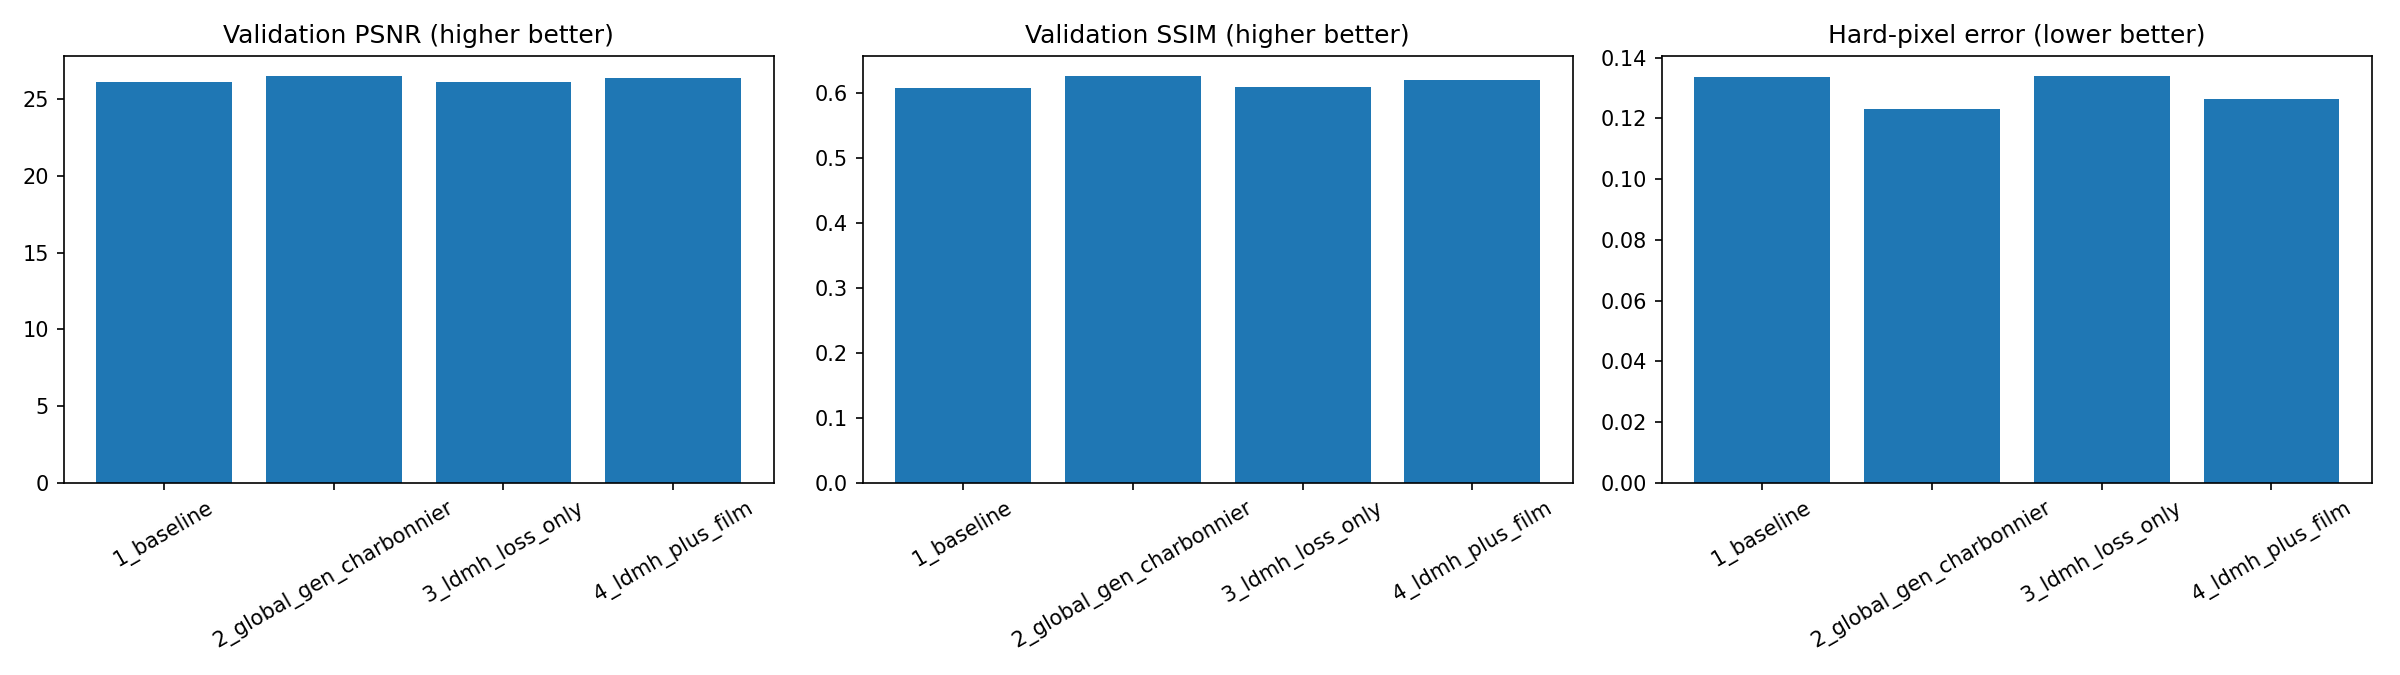 Validation PSNR (higher better)
25
20
15
10
5
0
1_baseline
2_global_gen_charbonnier
3_ldmh_loss_only
4_ldmh_plus_film
Validation SSIM (higher better)
0.6
0.5
0.4
0.3
0.2
0.1
0.0
1_baseline
2_global_gen_charbonnier
3_ldmh_loss_only
4_ldmh_plus_film
Hard-pixel error (lower better)
0.14
0.12
0.10
0.08
0.06
0.04
0.02
0.00
1_baseline
2_global_gen_charbonnier
3_ldmh_loss_only
4_ldmh_plus_film